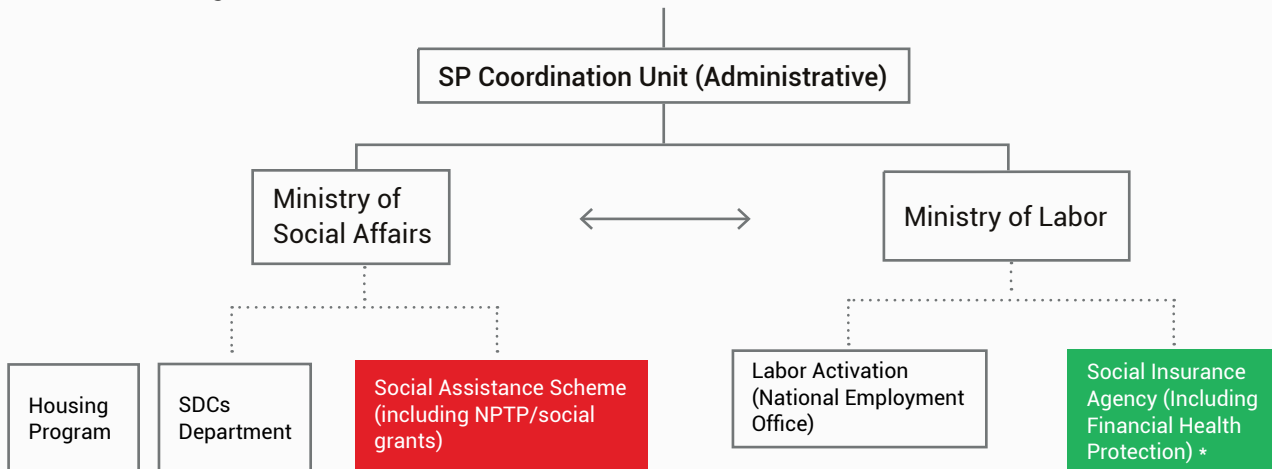 SP Coordination Unit (Administrative)
Ministry of
Social Affairs
Ministry of Labor
Housing
Program
SDCs
Department
Social Assistance Scheme
(including NPTP/social
grants)
Labor Activation
(National Employment
Office)
Social Insurance
Agency (Including
Financial Health
Protection) *